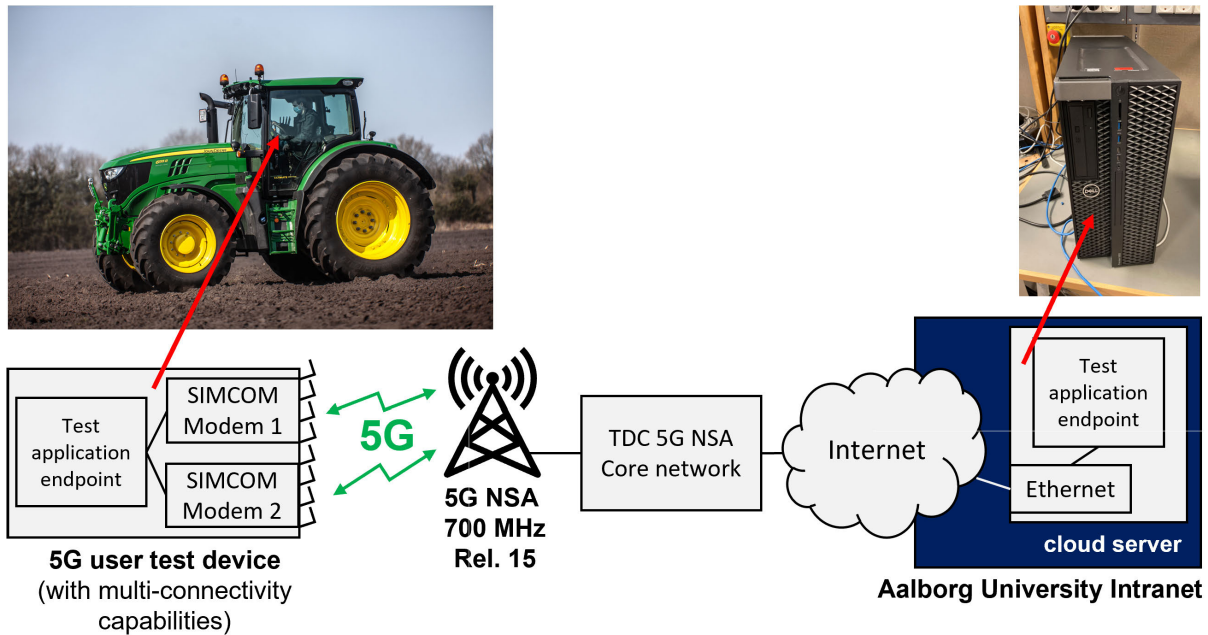 DELL
Test
application
endpoint
SIMCOM
Modem 1
SIMCOM
Modem 2
5G
5G NSA
700 MHz
Rel. 15
TDC 5G NSA
Core network
Internet
Test
application
endpoint
Ethernet
cloud server
5G user test device
(with multi-connectivity
capabilities)
Aalborg University Intranet